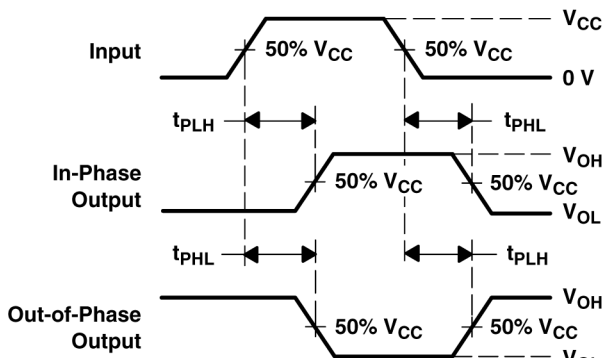 VCC
Input
50% VCC
50% VCC
0 V
tPLH
tPHL
VOH
In-Phase
Output
50% VCC
50% VCC
VOL
tPHL
tPLH
VOH
Out-of-Phase
Output
50% VCC
50% VCC